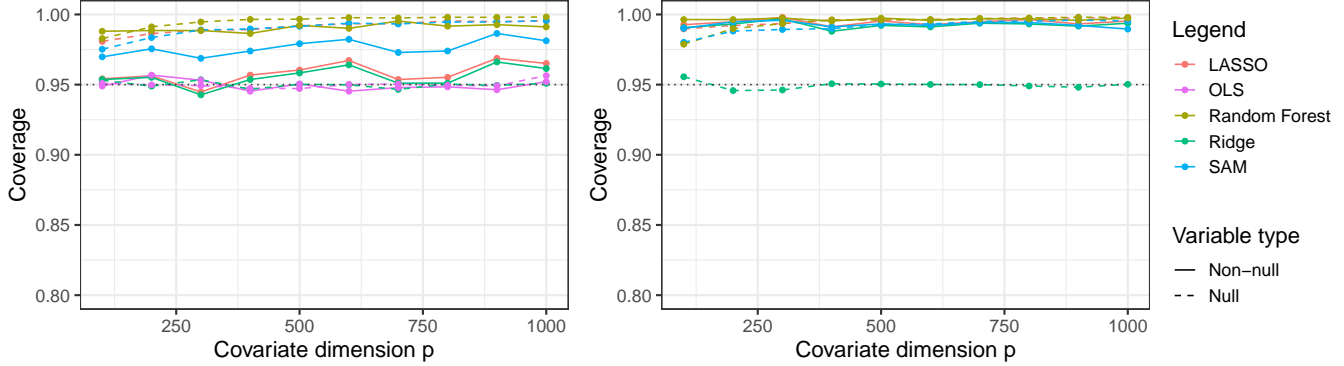 1.00
0.95
0.90
0.85
0.80
Coverage
250
500
750
1000
Covariate dimension p
1.00
0.95
0.90
0.85
0.80
Coverage
250
500
750
1000
Covariate dimension p
Legend
LASSO
OLS
Random Forest
Ridge
SAM
Variable type
Non−null
Null